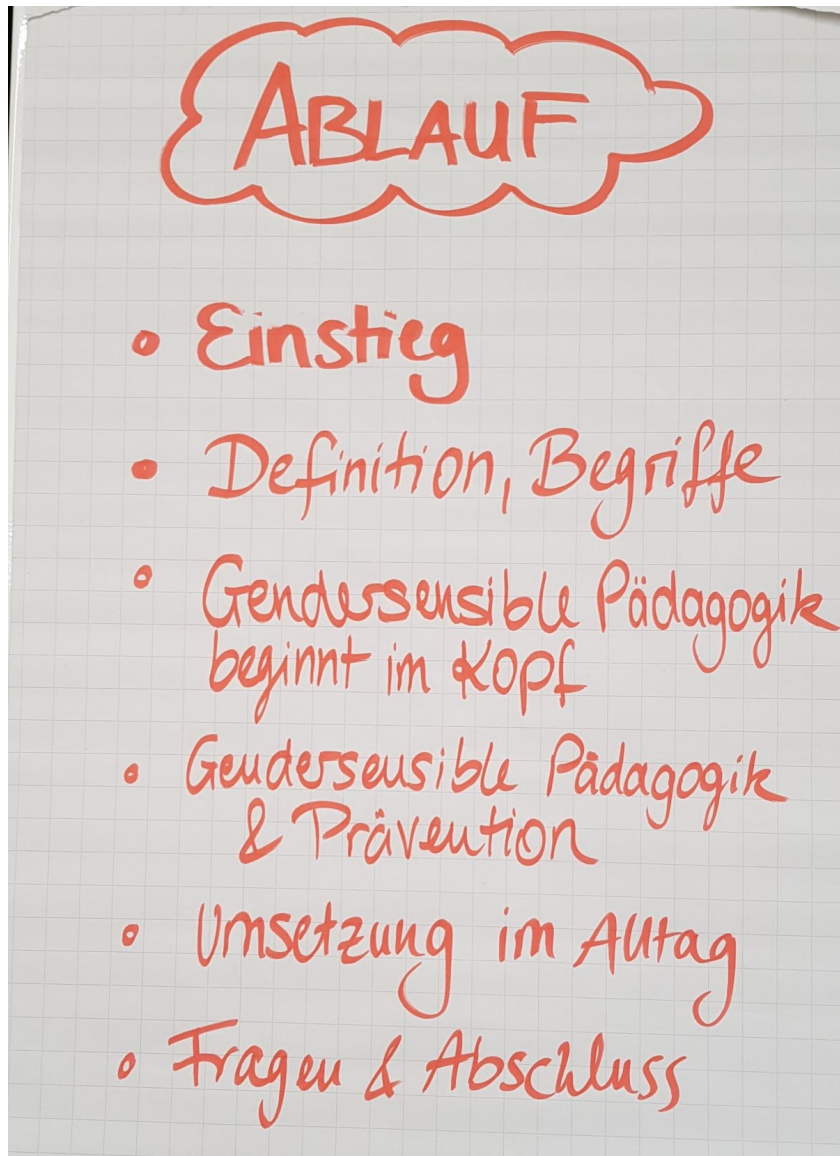 ABLAUF
• Einstieg
• Definition, Begriffe
• Gendersensible Pädagogik
beginnt im Kopf
• Gendersensible Pädagogik
& Prävention
• Umsetzung im Alltag
• Fragen & Abschluss